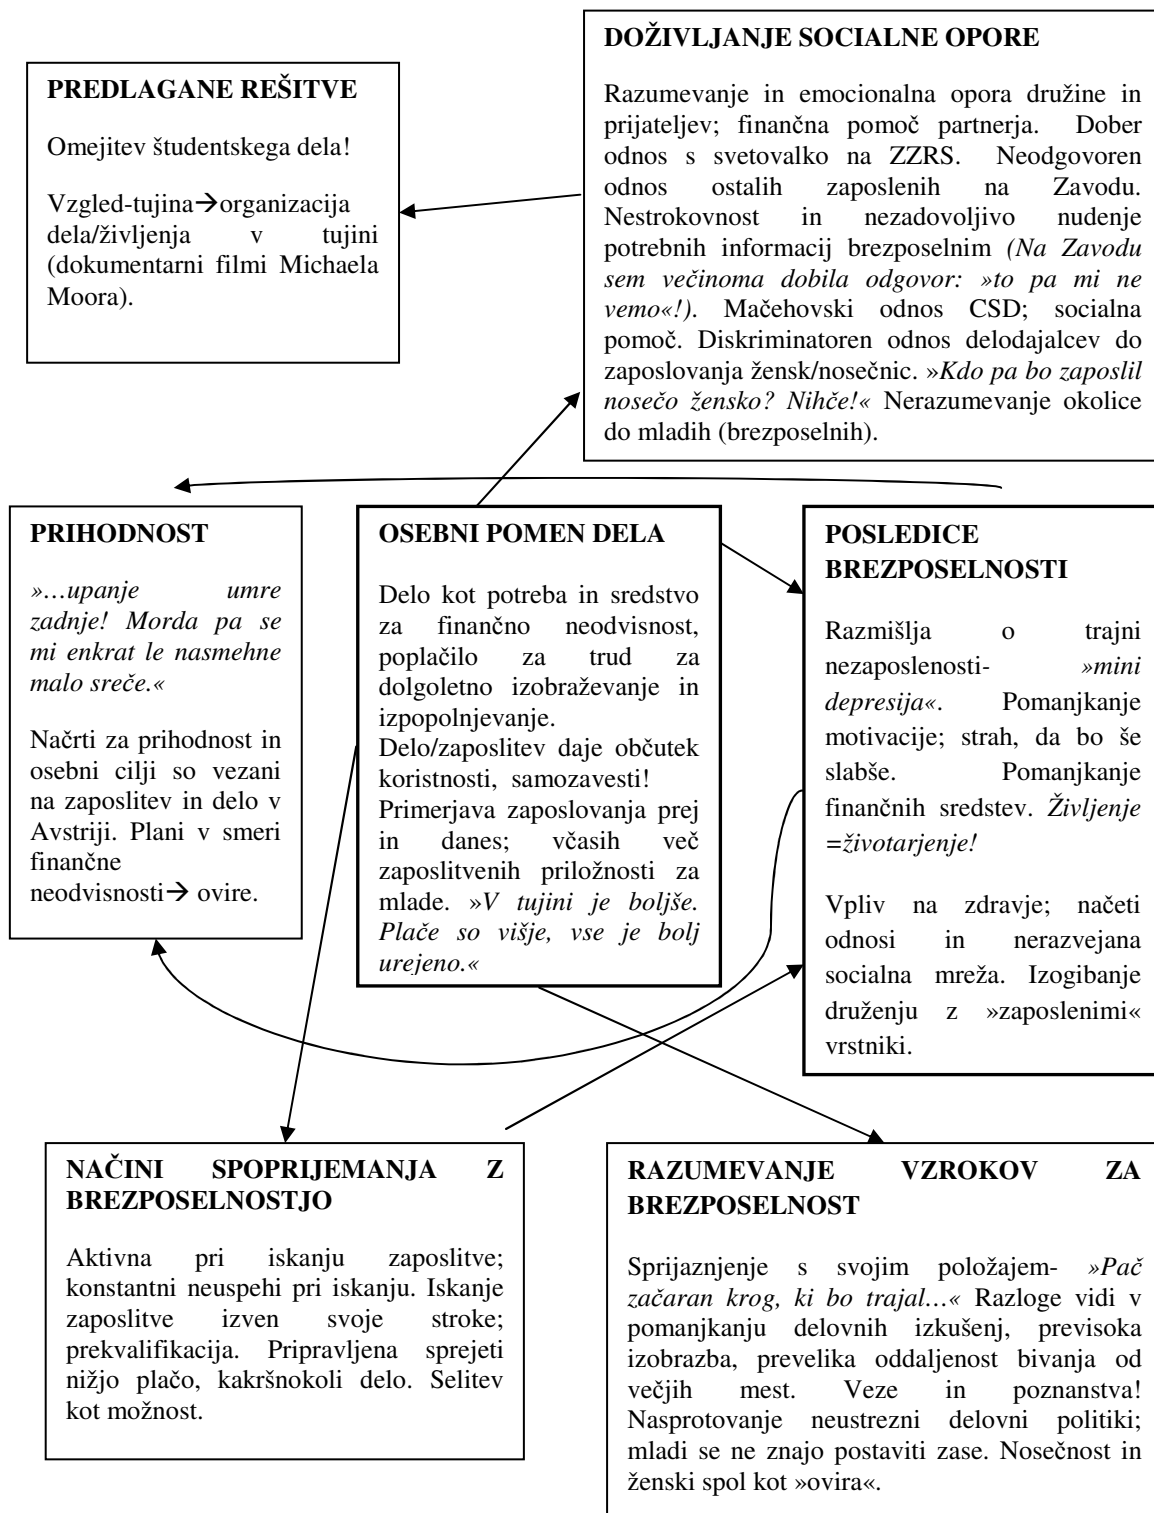 DOŽIVLJANJE SOCIALNE OPORE
Razumevanje in emocionalna opora družine in
prijateljev; finančna pomoč partnerja. Dober
odnos s svetovalko na ZZRS. Neodgovoren
odnos ostalih zaposlenih na Zavodu.
Nestrokovnost in nezadovoljivo nudenje
potrebnih informacij brezposelnim (Na Zavodu
sem večinoma dobila odgovor: »to pa mi ne
vemo«!). Mačehovski odnos CSD; socialna
pomoč. Diskriminatoren odnos delodajalcev do
zaposlovanja žensk/nosečnic. »Kdo pa bo zaposlil
nosečo žensko? Nihče!« Nerazumevanje okolice
do mladih (brezposelnih).
PREDLAGANE REŠITVE
Omejitev študentskega dela!
Vzgled-tujina→organizacija
dela/življenja v tujini
(dokumentarni filmi Michaela
Moora).
PRIHODNOST
»…upanje umre
zadnje! Morda pa se
mi enkrat le nasmehne
malo sreče.«
Načrti za prihodnost in
osebni cilji so vezani
na zaposlitev in delo v
Avstriji. Plani v smeri
finančne
neodvisnosti→ ovire.
OSEBNI POMEN DELA
Delo kot potreba in sredstvo
za finančno neodvisnost,
poplačilo za trud za
dolgoletno izobraževanje in
izpopolnjevanje.
Delo/zaposlitev daje občutek
koristnosti, samozavesti!
Primerjava zaposlovanja prej
in danes; včasih več
zaposlitvenih priložnosti za
mlade. »V tujini je boljše.
Plače so višje, vse je bolj
urejeno.«
POSLEDICE
BREZPOSELNOSTI
Razmišlja o trajni
nezaposlenosti- »mini
depresija«. Pomanjkanje
motivacije; strah, da bo še
slabše. Pomanjkanje
finančnih sredstev. Življenje
=životarjenje!
Vpliv na zdravje; načeti
odnosi in nerazvejana
socialna mreža. Izogibanje
druženju z »zaposlenimi«
vrstniki.
NAČINI SPOPRIJEMANJA Z
BREZPOSELNOSTJO
Aktivna pri iskanju zaposlitve;
konstantni neuspehi pri iskanju. Iskanje
zaposlitve izven svoje stroke;
prekvalifikacija. Pripravljena sprejeti
nižjo plačo, kakršnokoli delo. Selitev
kot možnost.
RAZUMEVANJE VZROKOV ZA
BREZPOSELNOST
Sprijaznjenje s svojim položajem- »Pač
začaran krog, ki bo trajal…« Razloge vidi v
pomanjkanju delovnih izkušenj, previsoka
izobrazba, prevelika oddaljenost bivanja od
večjih mest. Veze in poznanstva!
Nasprotovanje neustrezni delovni politiki;
mladi se ne znajo postaviti zase. Nosečnost in
ženski spol kot »ovira«.